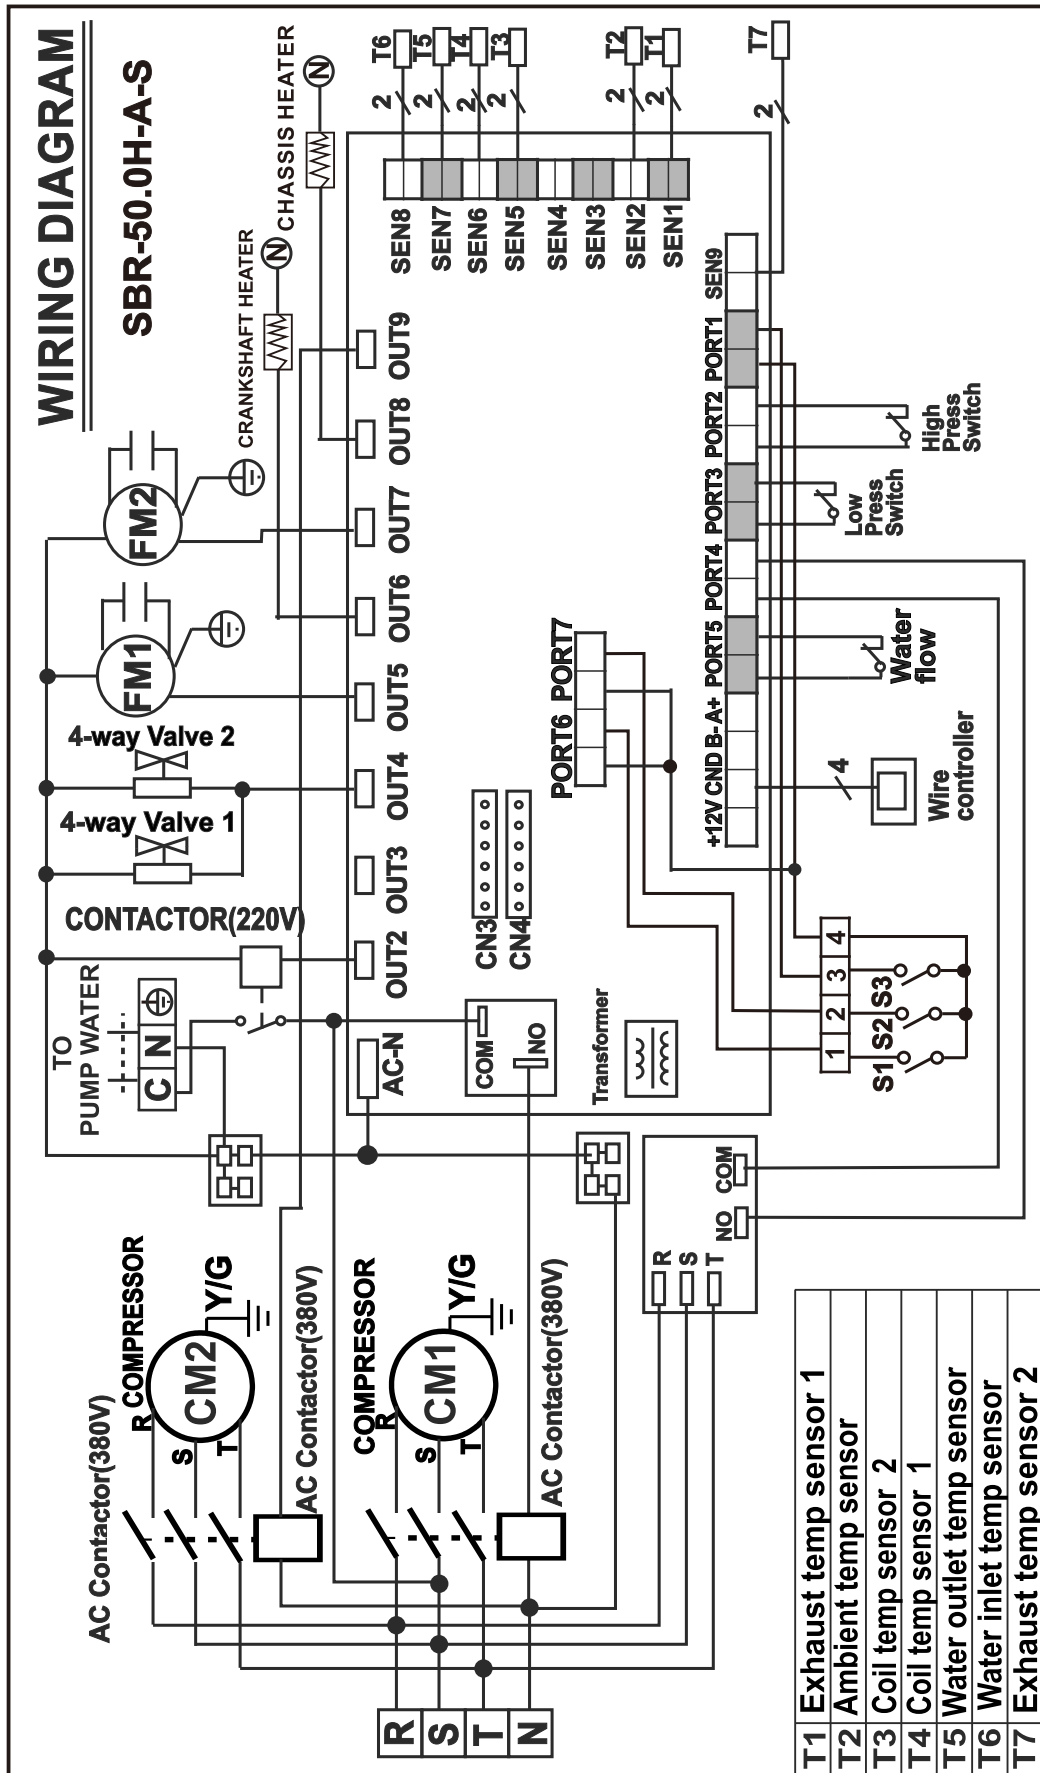 WIRING DIAGRAM
SBR-50.0H-A-S
CHASSIS HEATER
N
CRANKSHAFT HEATER
N
FM2
FM1
4-way Valve 2
4-way Valve 1
CONTACTOR(220V)
TO
PUMP WATER
C N
T6
T5
T4
T3
T2
T1
T7
2
2
2
2
2
2
2
SEN8
SEN7
SEN6
SEN5
SEN4
SEN3
SEN2
SEN1
OUT2 OUT3 OUT4 OUT5 OUT6 OUT7 OUT8 OUT9
+12V CND B- A+ PORT5 PORT4 PORT3 PORT2 PORT1 SEN9
PORT6 PORT7
CN3
CN4
AC-N
COM
NO
Transformer
High
Press
Switch
Low
Press
Switch
Water
flow
4
Wire
controller
1 2 3 4
S1 S2 S3
COMPRESSOR
CM2
Y/G
R
S
T
AC Contactor(380V)
AC Contactor(380V)
COMPRESSOR
CM1
Y/G
R
S
T
AC Contactor(380V)
NO COM
R
S
T
R
S
T
N
T1 Exhaust temp sensor 1
T2 Ambient temp sensor
T3 Coil temp sensor 2
T4 Coil temp sensor 1
T5 Water outlet temp sensor
T6 Water inlet temp sensor
T7 Exhaust temp sensor 2